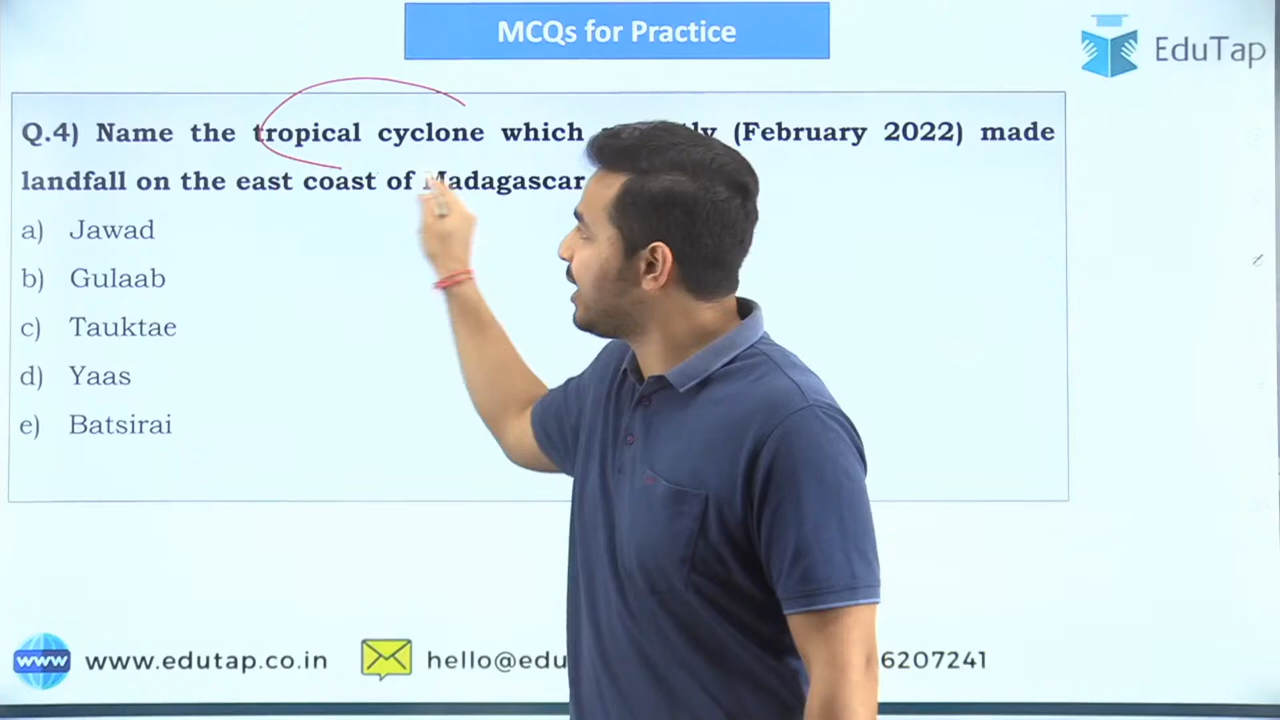 MCQs for Practice
EduTap
Q.4) Name the tropical cyclone which (February 2022) made
landfall on the east coast of Madagascar
a) Jawad
b) Gulaab
c) Tauktae
d) Yaas
e) Batsirai
www www.edutap.co.in hello@edu 6207241